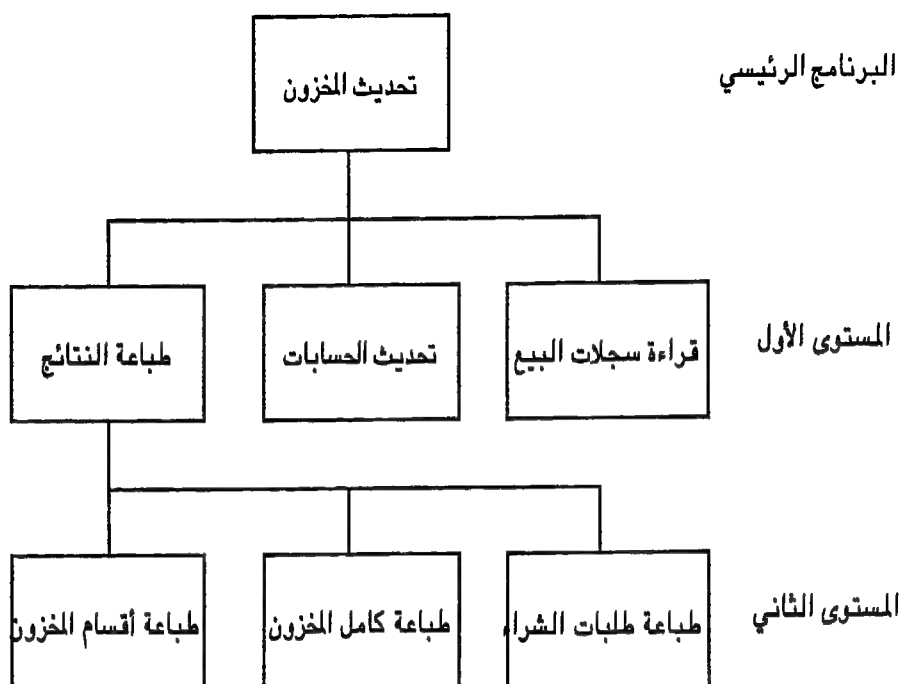 البرنامج الرئيسي
تحديث المخزون
المستوى الأول
قراءة سجلات البيع
تحديث الحسابات
طباعة النتائج
المستوى الثاني
طباعة طلبات الشراء
طباعة كامل المخزون
طباعة أقسام المخزون